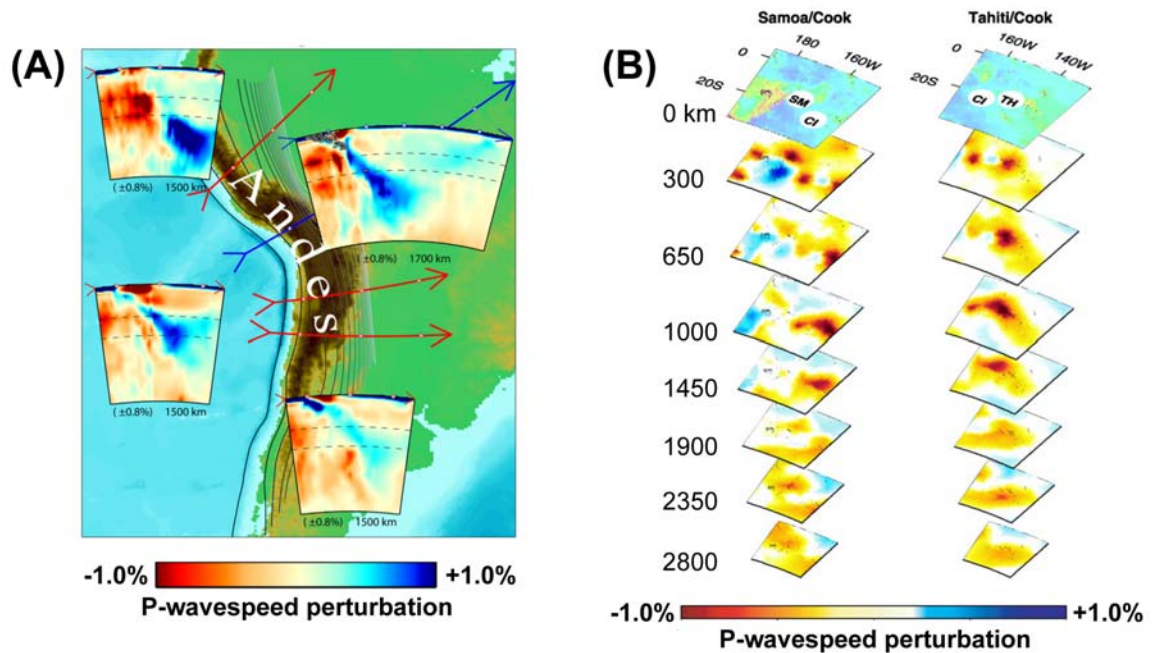 (A)
(±0.8%) 1500 km
(±0.8%) 1700 km
Andes
(±0.8%) 1500 km
(±0.8%) 1500 km
-1.0%
+1.0%
P-wavespeed perturbation
(B)
Samoa/Cook
Tahiti/Cook
0
180
160W
20S
0
160W
140W
20S
SM
CI
CI
TH
0 km
300
650
1000
1450
1900
2350
2800
-1.0%
+1.0%
P-wavespeed perturbation